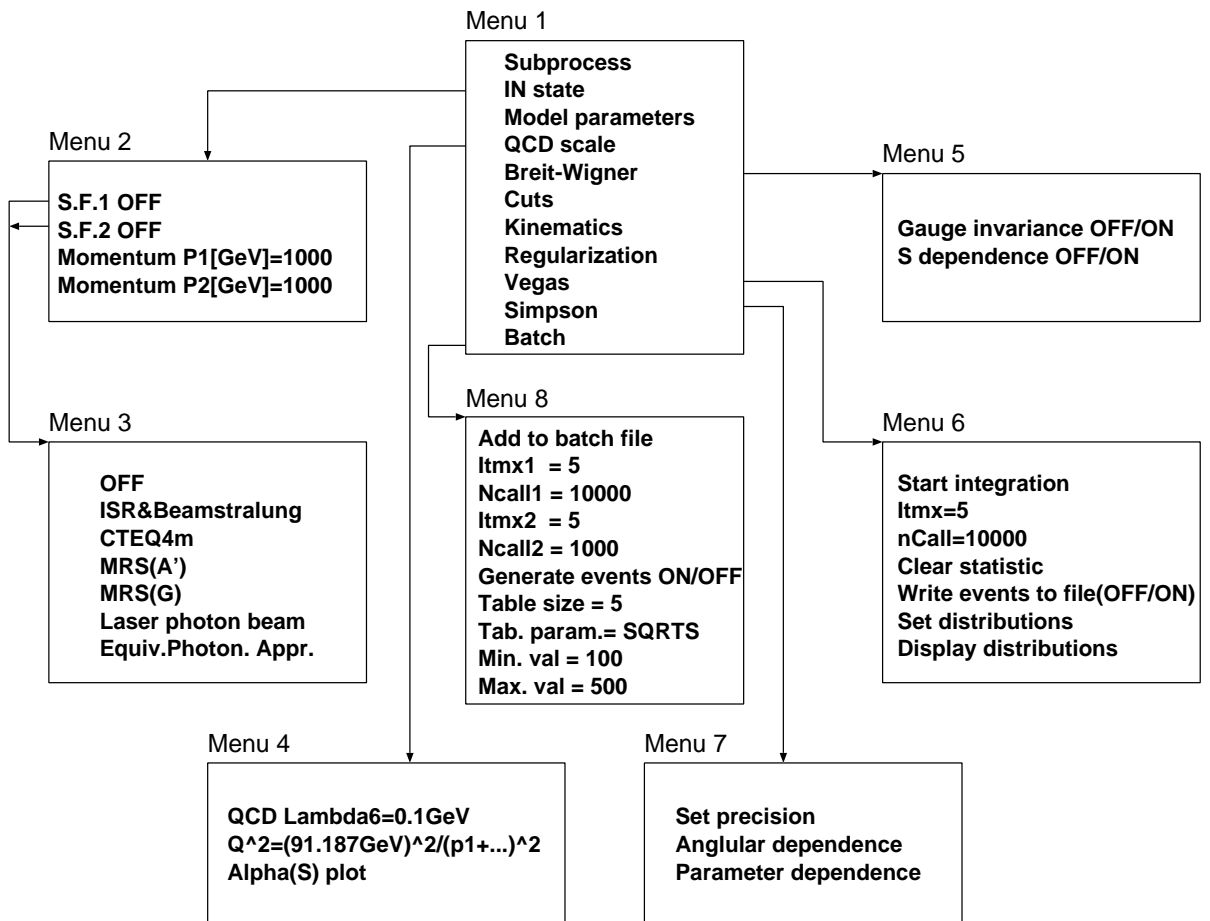 Menu 1
Subprocess
IN state
Model parameters
QCD scale
Breit-Wigner
Cuts
Kinematics
Regularization
Vegas
Simpson
Batch
Menu 2
S.F.1 OFF
S.F.2 OFF
Momentum P1[GeV]=1000
Momentum P2[GeV]=1000
Menu 5
Gauge invariance OFF/ON
S dependence OFF/ON
Menu 3
OFF
ISR&Beamstralung
CTEQ4m
MRS(A')
MRS(G)
Laser photon beam
Equiv.Photon. Appr.
Menu 8
Add to batch file
Itmx1 = 5
Ncall1 = 10000
Itmx2 = 5
Ncall2 = 1000
Generate events ON/OFF
Table size = 5
Tab. param.= SQRTS
Min. val = 100
Max. val = 500
Menu 6
Start integration
Itmx=5
nCall=10000
Clear statistic
Write events to file(OFF/ON)
Set distributions
Display distributions
Menu 4
QCD Lambda6=0.1GeV
Q^2=(91.187GeV)^2/(p1+...)^2
Alpha(S) plot
Menu 7
Set precision
Anglular dependence
Parameter dependence